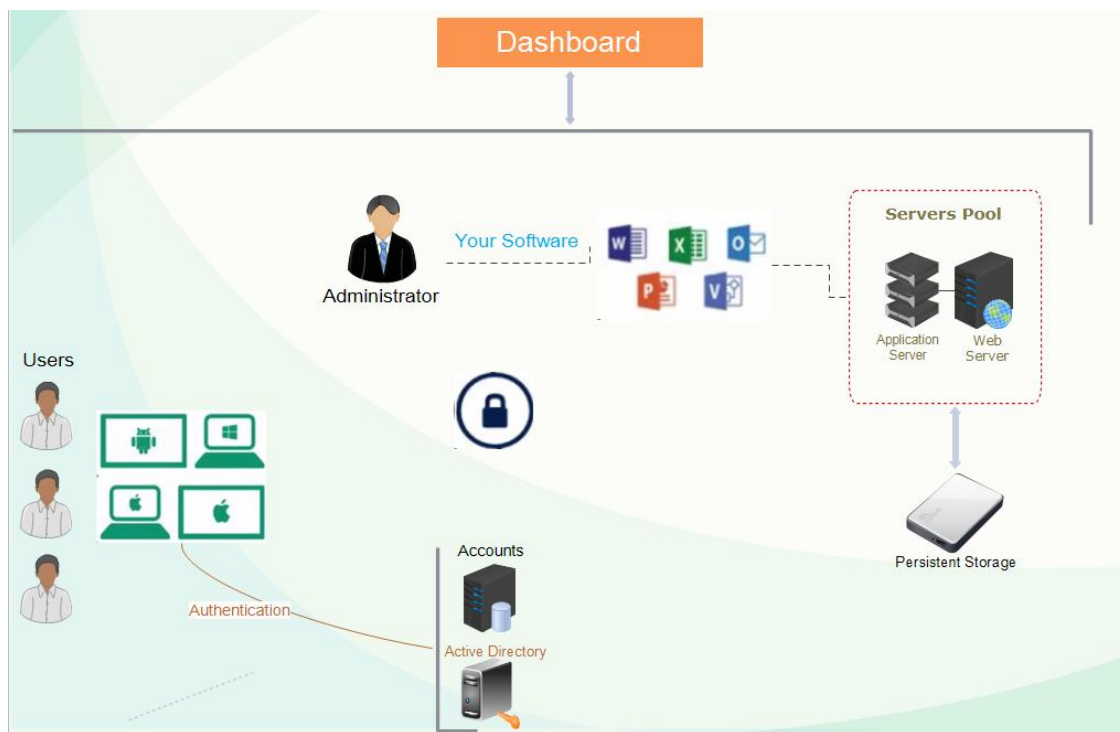 Dashboard
Servers Pool
Your Software
W
X
O
P
V
Administrator
Application
Server
Web
Server
Users
Accounts
Persistent Storage
Authentication
Active Directory